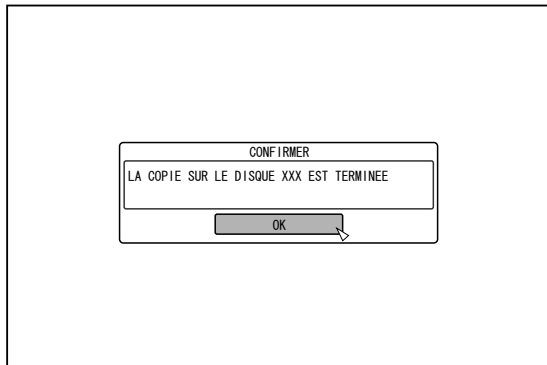 CONFIRMER
LA COPIE SUR LE DISQUE XXX EST TERMINEE
OK